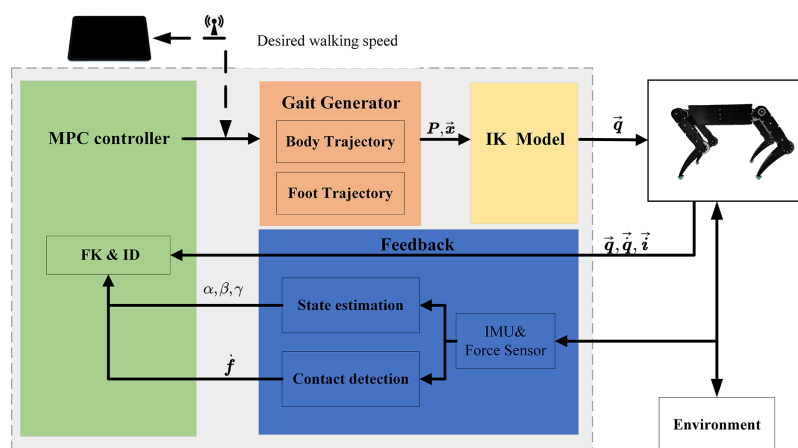 Desired walking speed
MPC controller
Gait Generator
Body Trajectory
Foot Trajectory
P, x⃗
IK Model
q⃗
Feedback
q⃗, q̇⃗, i⃗
FK & ID
α, β, γ
State estimation
IMU&
Force Sensor
ḟ
Contact detection
Environment